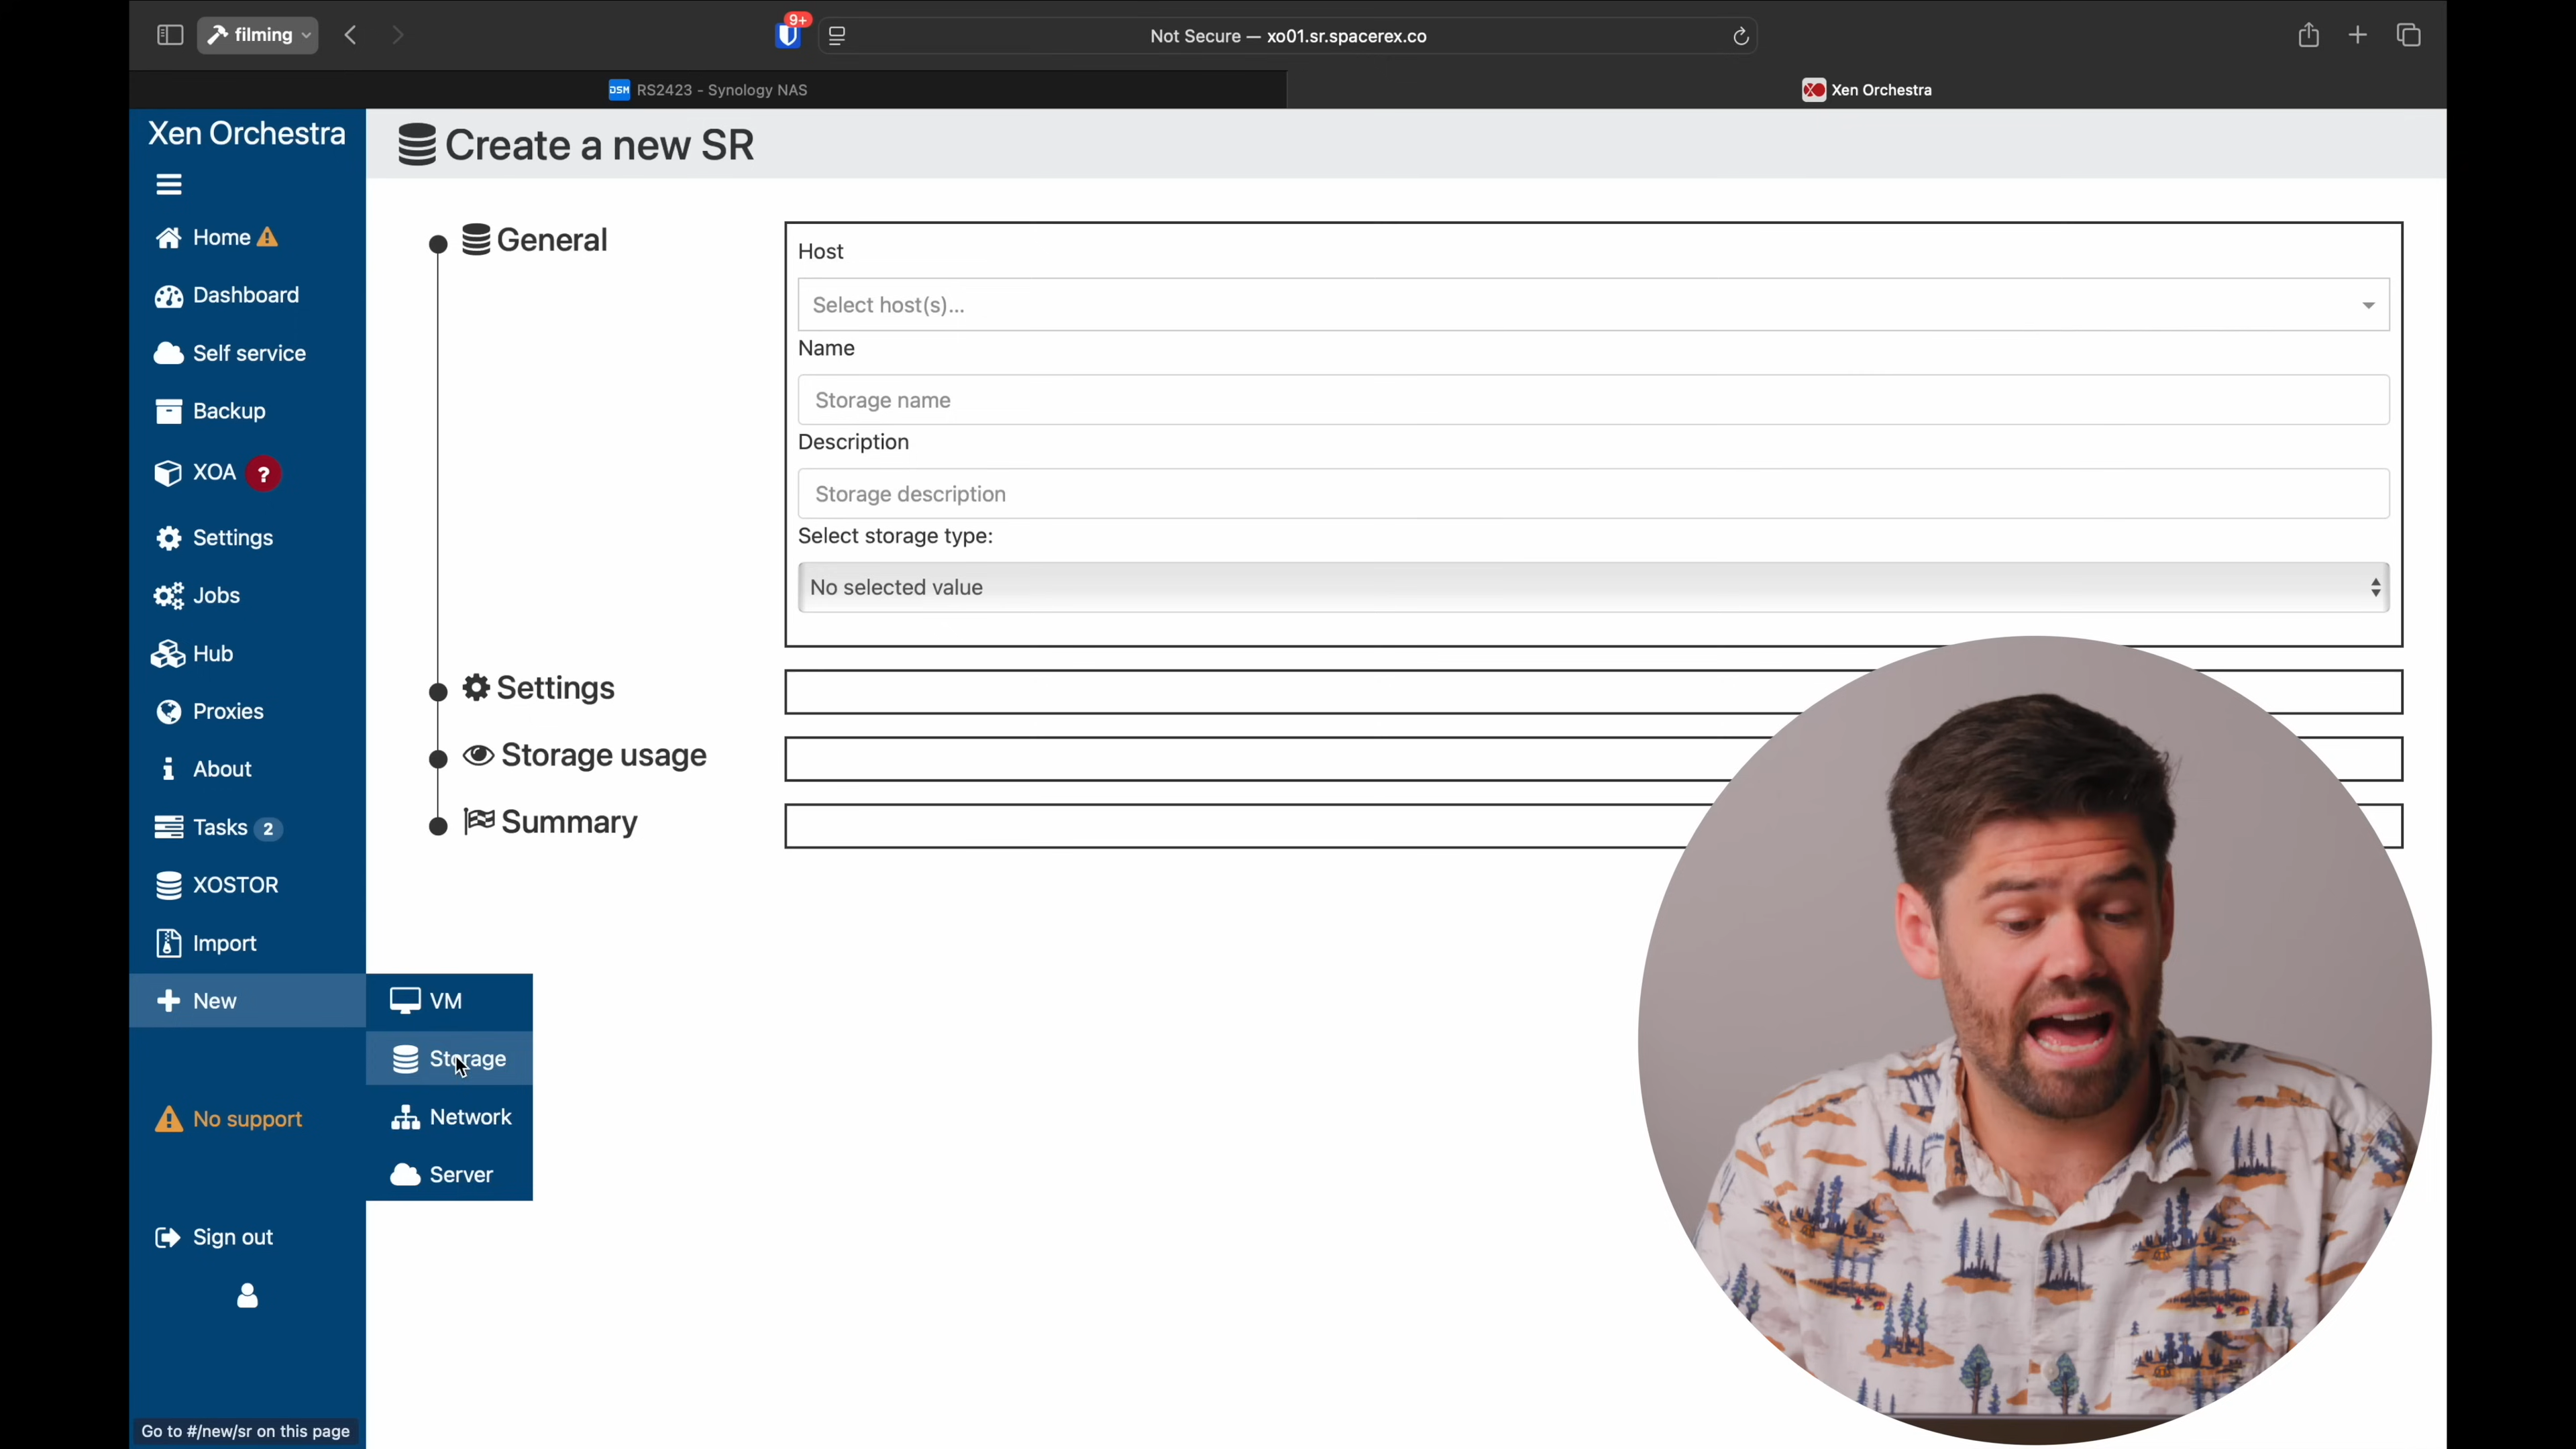 filming
9+
Not Secure — xo01.sr.spacerex.co
DSM RS2423 - Synology NAS
Xen Orchestra
Xen Orchestra
Create a new SR
Home
Dashboard
Self service
Backup
XOA ?
Settings
Jobs
Hub
Proxies
About
Tasks 2
XOSTOR
Import
New
VM
Storage
Network
Server
No support
Sign out
Go to #/new/sr on this page
General
Host
Select host(s)...
Name
Storage name
Description
Storage description
Select storage type:
No selected value
Settings
Storage usage
Summary